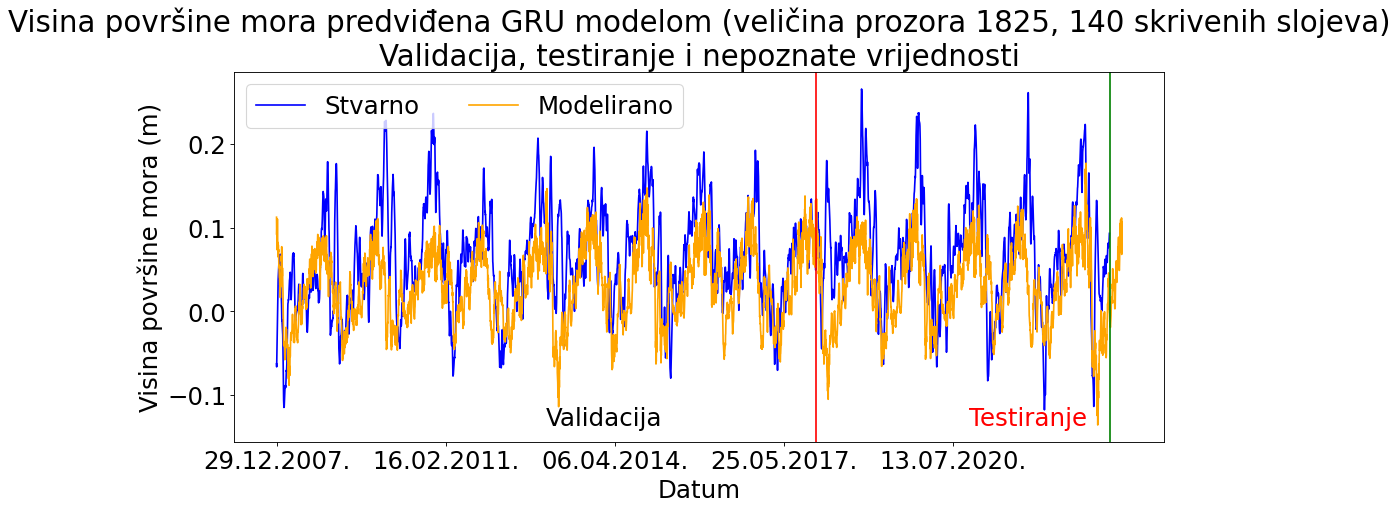 Visina površine mora predviđena GRU modelom (veličina prozora 1825, 140 skrivenih slojeva)
Validacija, testiranje i nepoznate vrijednosti
Stvarno
Modelirano
Visina površine mora (m)
0.2
0.1
0.0
−0.1
Validacija
Testiranje
29.12.2007.
16.02.2011.
06.04.2014.
25.05.2017.
13.07.2020.
Datum